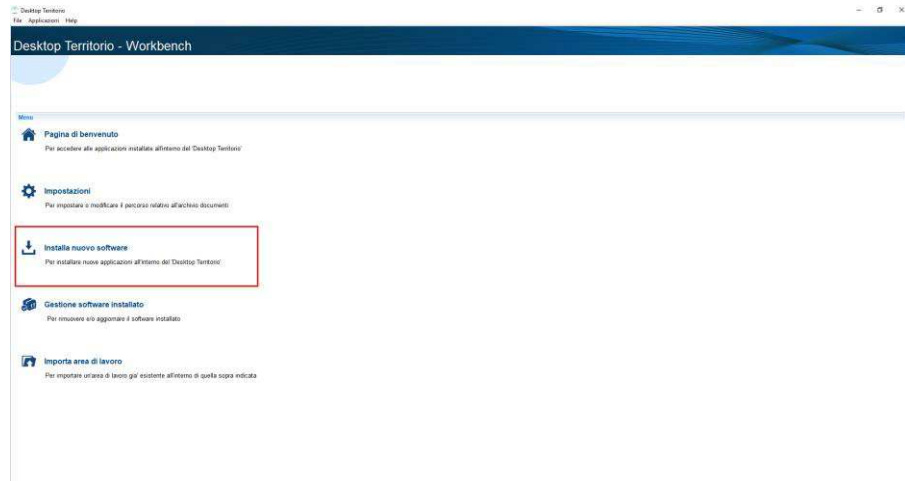 Desktop Territorio
File Applicazioni Help
Desktop Territorio - Workbench
Menu
Pagina di benvenuto
Per accedere alle applicazioni installate all'interno del 'Desktop Territorio'
Impostazioni
Per impostare o modificare il percorso relativo all'archivio documenti
Installa nuovo software
Per installare nuove applicazioni all'interno del 'Desktop Territorio'
Gestione software installato
Per rimuovere e/o aggiornare il software installato
Importa area di lavoro
Per importare un'area di lavoro gia' esistente all'interno di quella sopra indicata